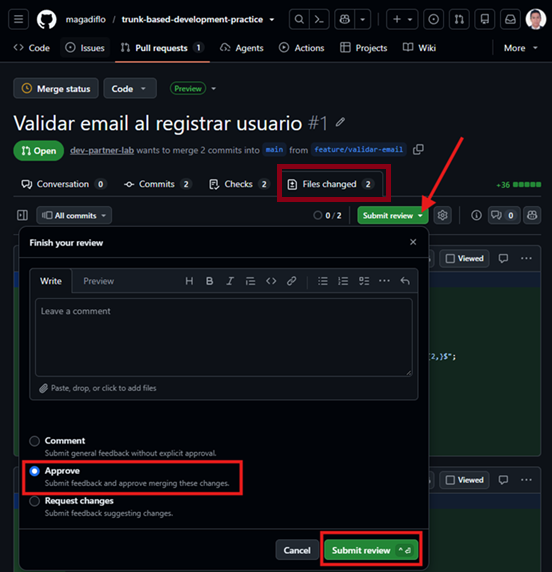 magadiflo / trunk-based-development-practice
Code Issues Pull requests 1 Agents Actions Projects Wiki More
Merge status Code Preview
Validar email al registrar usuario #1
Open dev-partner-lab wants to merge 2 commits into main from feature/validar-email
Conversation 0 Commits 2 Checks 2 Files changed 2 +36
All commits 0 / 2 Submit review 0
Finish your review
Viewed
Write Preview
Leave a comment
{2,}$";
Paste, drop, or click to add files
Comment
Submit general feedback without explicit approval.
Approve
Submit feedback and approve merging these changes.
Viewed
Request changes
Submit feedback suggesting changes.
Cancel Submit review